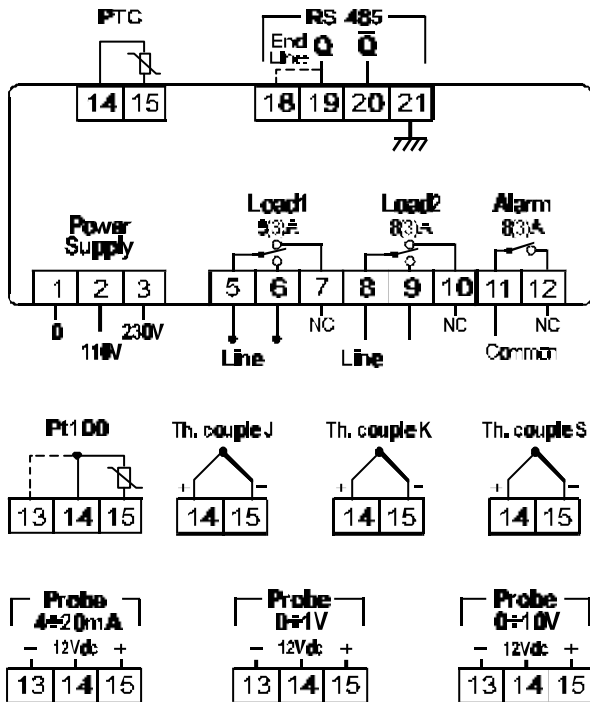 PTC
RS 485
End Line Q Q̅
14 15
18 19 20 21
Power Supply
Load1
Load2
Alarm
8(3)A 8(3)A
1 2 3
5 6 7 8 9 10 11 12
0 110V 230V
Line
NC
Line
NC
Common
NC
Pt100
Th. couple J
Th. couple K
Th. couple S
+ − + − + −
13 14 15
14 15
14 15
14 15
Probe
4÷20mA
− 12Vdc +
13 14 15
Probe
0÷1V
− 12Vdc +
13 14 15
Probe
0÷10V
− 12Vdc +
13 14 15